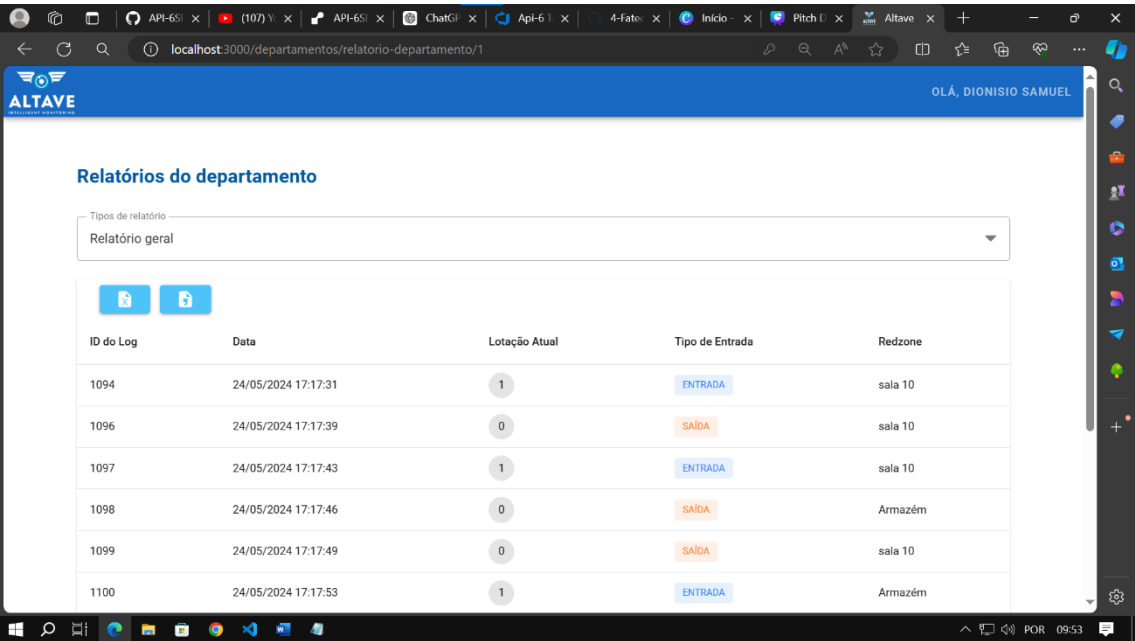 API-6S
(107) Y
API-6S
ChatGP
Api-6 T
4-Fatec
Início -
Pitch D
Altave
localhost:3000/departamentos/relatorio-departamento/1
ALTAVE
INTELLIGENT MONITORING
OLÁ, DIONISIO SAMUEL
Relatórios do departamento
Tipos de relatório
Relatório geral
ID do Log Data Lotação Atual Tipo de Entrada Redzone
1094 24/05/2024 17:17:31 1 ENTRADA sala 10
1096 24/05/2024 17:17:39 0 SAÍDA sala 10
1097 24/05/2024 17:17:43 1 ENTRADA sala 10
1098 24/05/2024 17:17:46 0 SAÍDA Armazém
1099 24/05/2024 17:17:49 0 SAÍDA sala 10
1100 24/05/2024 17:17:53 1 ENTRADA Armazém
POR 09:53